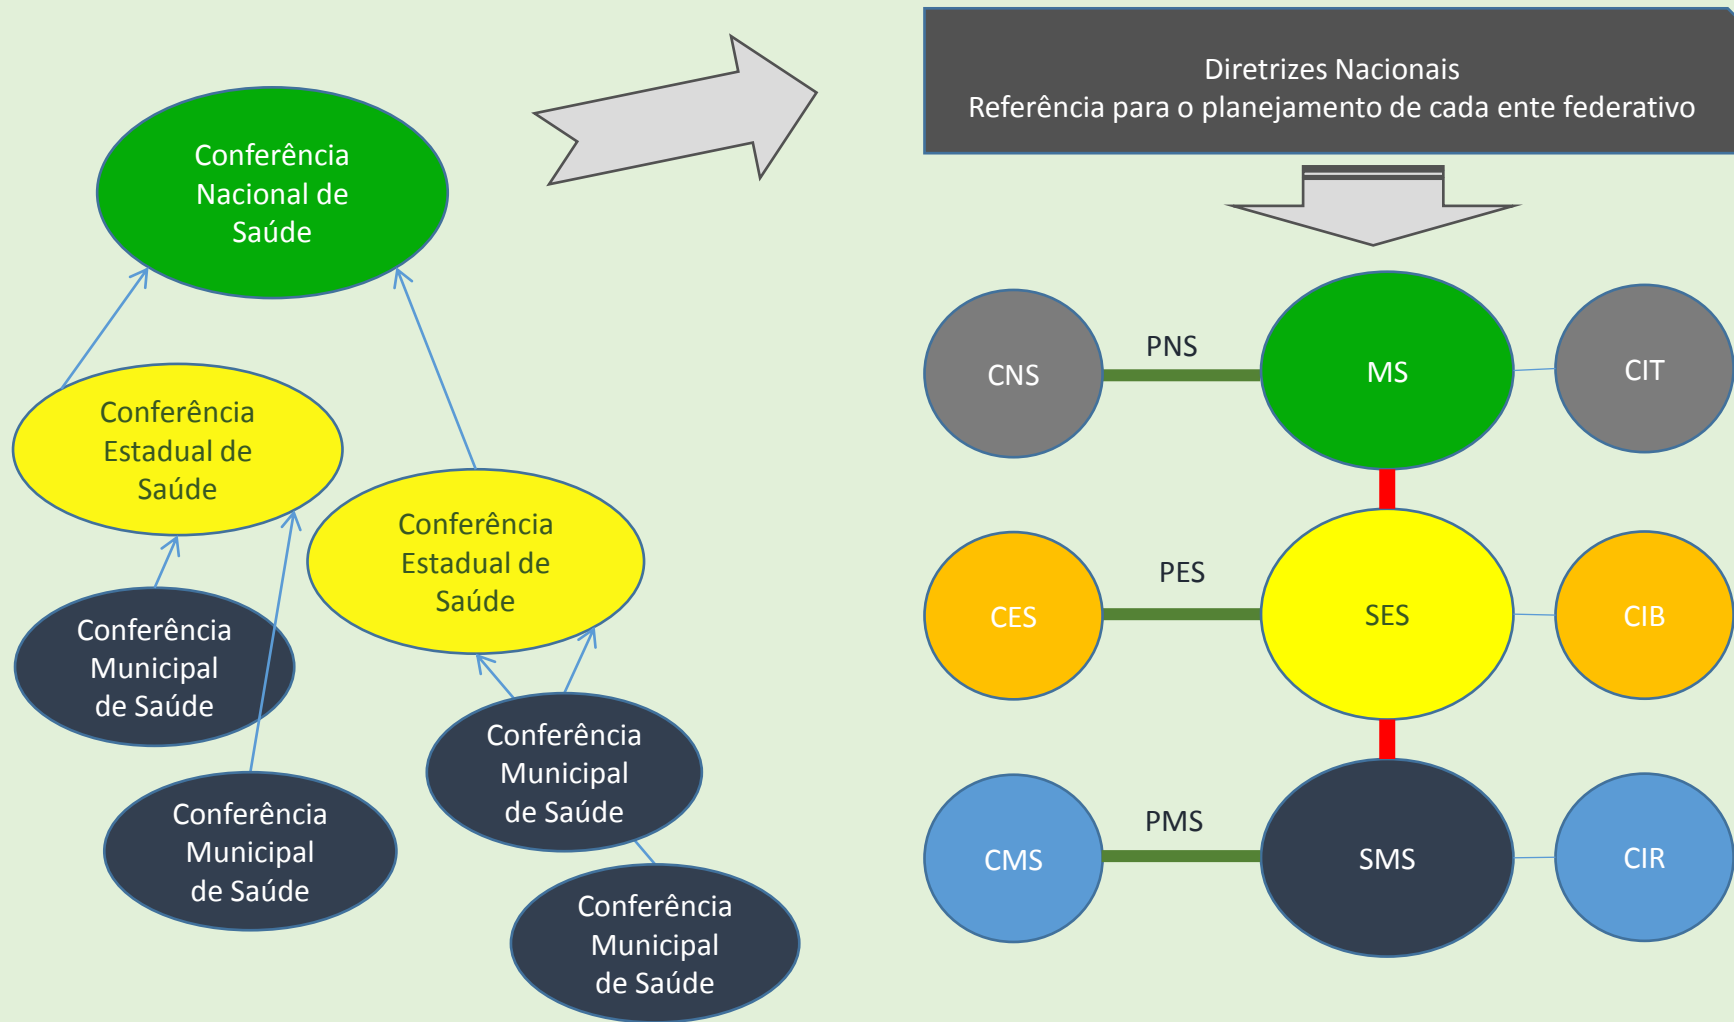 Conferência
Nacional de
Saúde
Conferência
Estadual de
Saúde
Conferência
Estadual de
Saúde
Conferência
Municipal
de Saúde
Conferência
Municipal
de Saúde
Conferência
Municipal
de Saúde
Conferência
Municipal
de Saúde
Diretrizes Nacionais
Referência para o planejamento de cada ente federativo
CNS
PNS
MS
CIT
CES
PES
SES
CIB
CMS
PMS
SMS
CIR